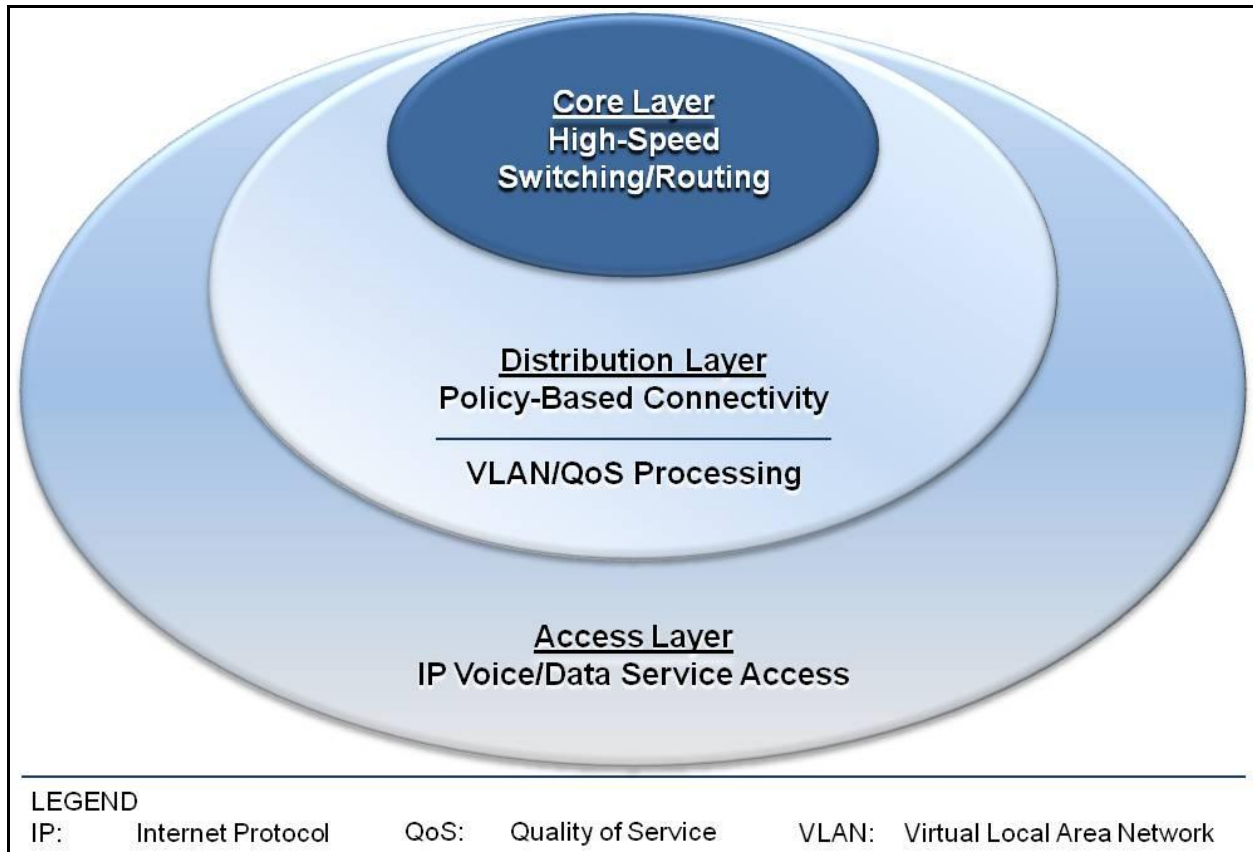 Core Layer
High-Speed
Switching/Routing
Distribution Layer
Policy-Based Connectivity
VLAN/QoS Processing
Access Layer
IP Voice/Data Service Access
LEGEND
IP: Internet Protocol QoS: Quality of Service VLAN: Virtual Local Area Network